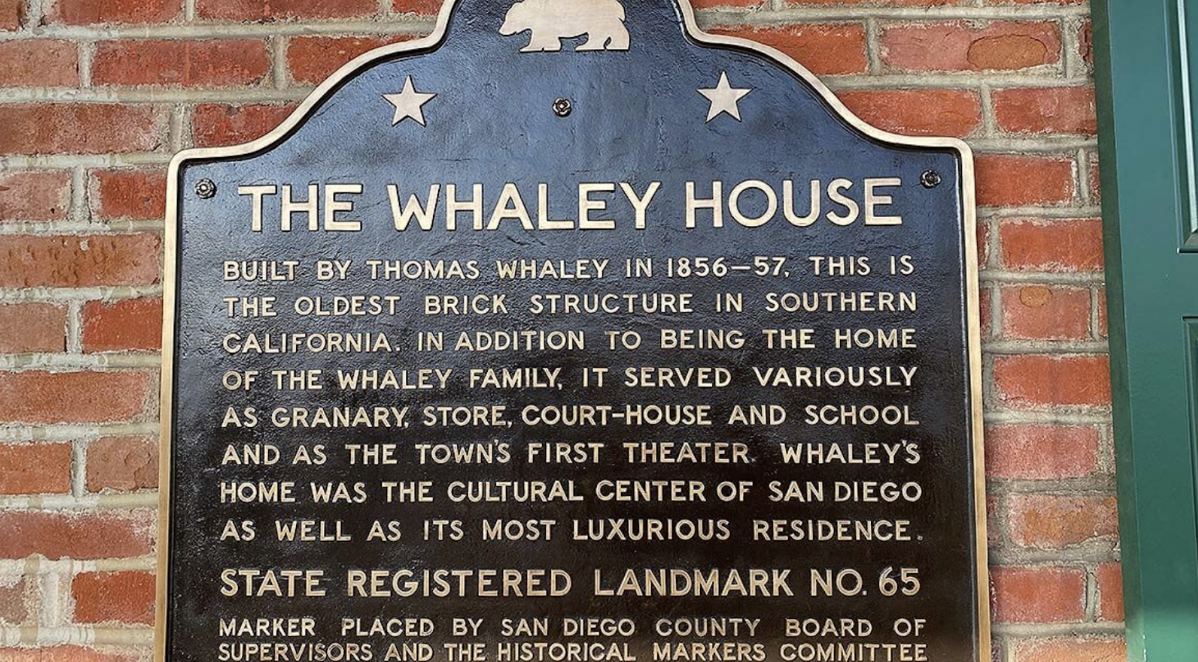 THE WHALEY HOUSE
BUILT BY THOMAS WHALEY IN 1856–57, THIS IS
THE OLDEST BRICK STRUCTURE IN SOUTHERN
CALIFORNIA. IN ADDITION TO BEING THE HOME
OF THE WHALEY FAMILY, IT SERVED VARIOUSLY
AS GRANARY, STORE, COURT-HOUSE AND SCHOOL
AND AS THE TOWN'S FIRST THEATER. WHALEY'S
HOME WAS THE CULTURAL CENTER OF SAN DIEGO
AS WELL AS ITS MOST LUXURIOUS RESIDENCE.
STATE REGISTERED LANDMARK NO. 65
MARKER PLACED BY SAN DIEGO COUNTY BOARD OF
SUPERVISORS AND THE HISTORICAL MARKERS COMMITTEE